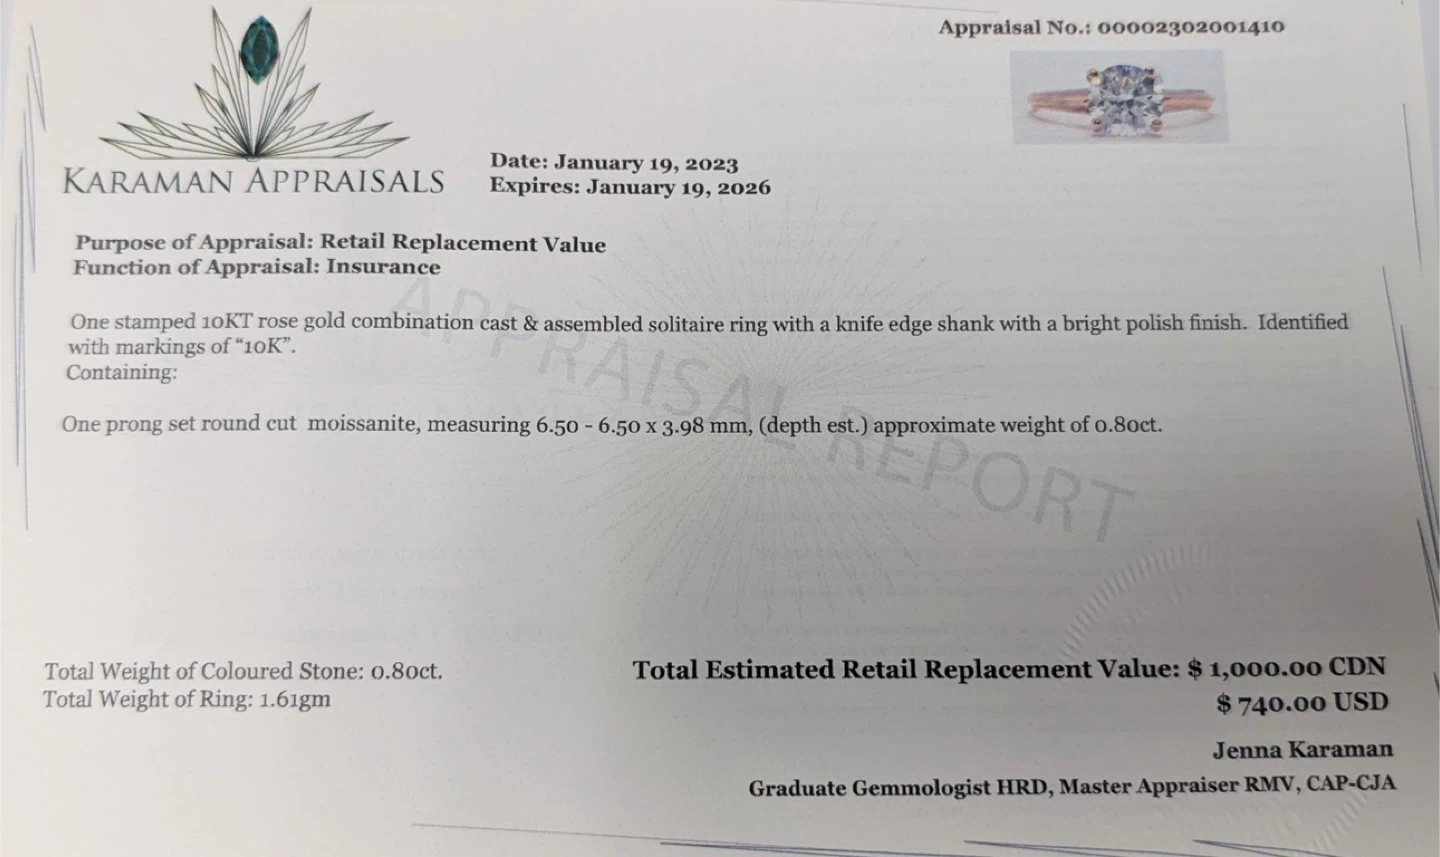 Appraisal No.: 00002302001410
KARAMAN APPRAISALS
Date: January 19, 2023
Expires: January 19, 2026
Purpose of Appraisal: Retail Replacement Value
Function of Appraisal: Insurance
One stamped 10KT rose gold combination cast & assembled solitaire ring with a knife edge shank with a bright polish finish.  Identified
with markings of “10K”.
Containing:
One prong set round cut  moissanite, measuring 6.50 - 6.50 x 3.98 mm, (depth est.) approximate weight of 0.80ct.
APPRAISAL REPORT
Total Weight of Coloured Stone: 0.80ct.
Total Weight of Ring: 1.61gm
Total Estimated Retail Replacement Value: $ 1,000.00 CDN
$ 740.00 USD
Jenna Karaman
Graduate Gemmologist HRD, Master Appraiser RMV, CAP-CJA